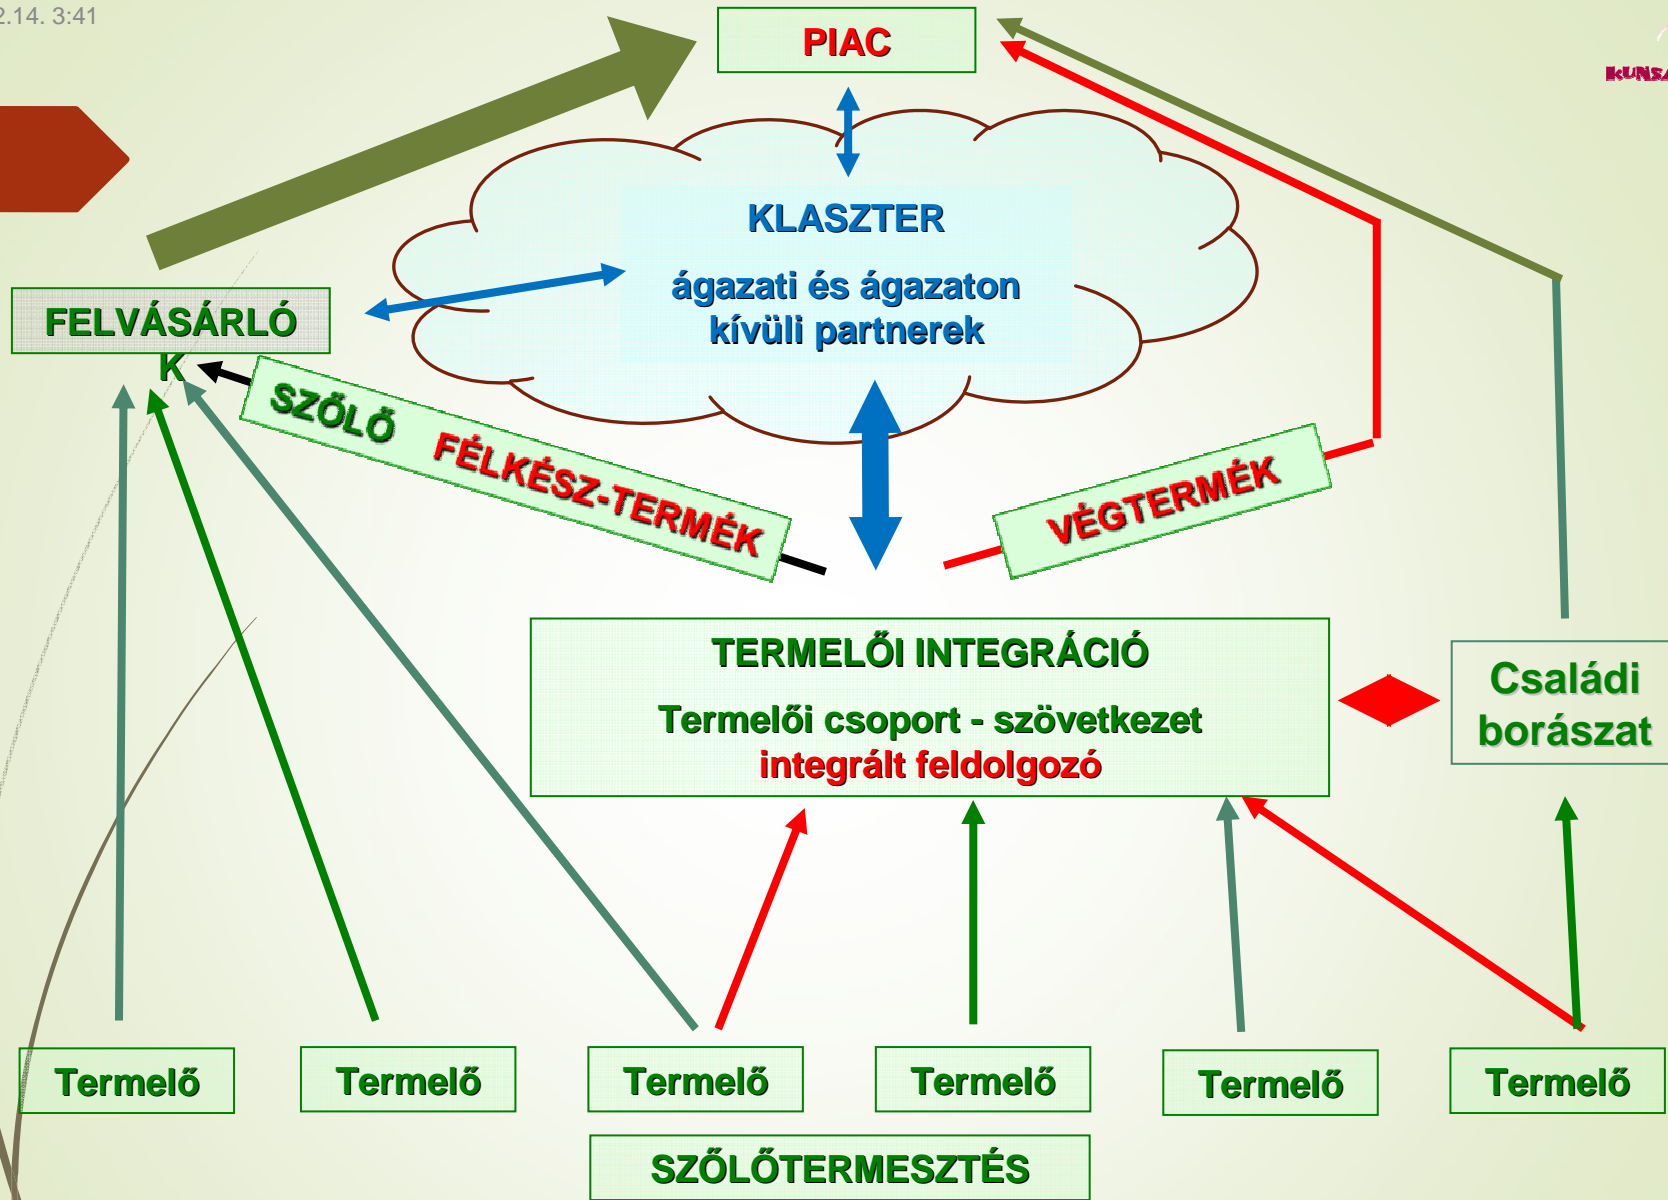 2.14. 3:41
PIAC
KLASZTER
ágazati és ágazaton
kívüli partnerek
FELVÁSÁRLÓ
K
SZŐLŐ FÉLKÉSZ-TERMÉK
VÉGTERMÉK
TERMELŐI INTEGRÁCIÓ
Termelői csoport - szövetkezet
integrált feldolgozó
Családi
borászat
Termelő
Termelő
Termelő
Termelő
Termelő
Termelő
SZŐLŐTERMESZTÉS